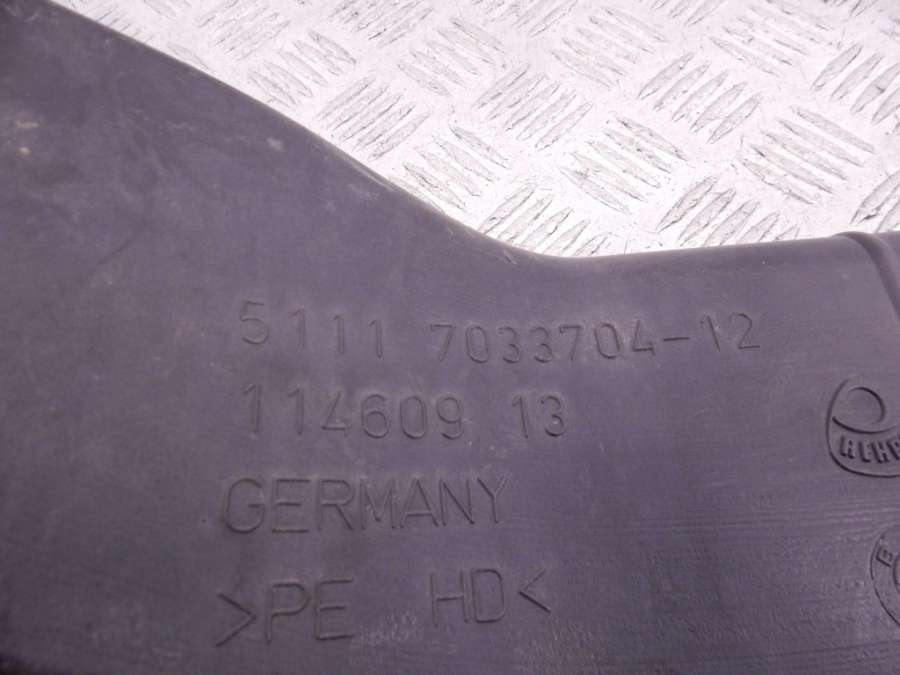 5111 7033704-12
114609 13
GERMANY
>PE HD<